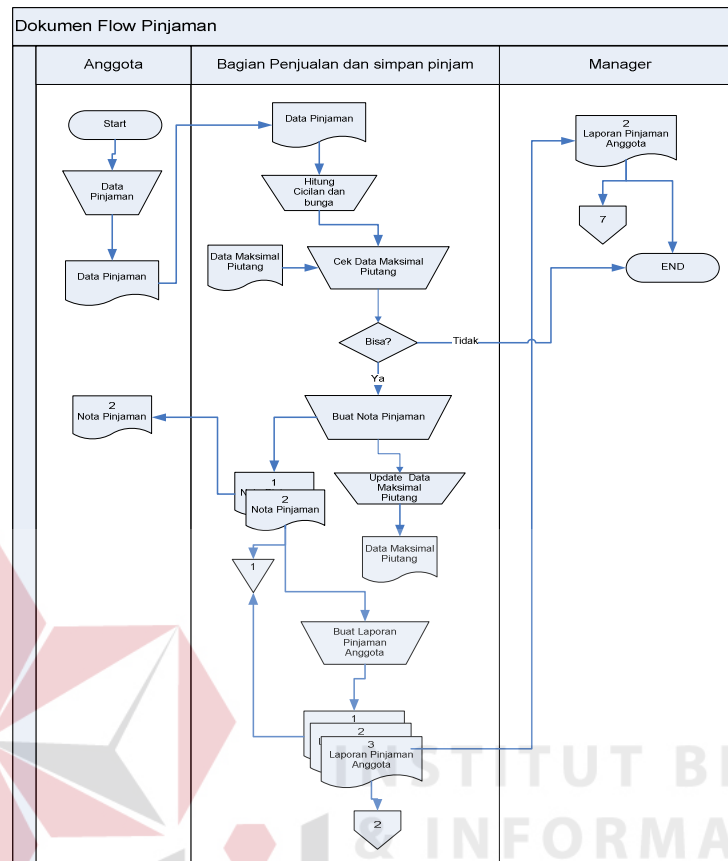 Dokumen Flow Pinjaman
Anggota
Bagian Penjualan dan simpan pinjam
Manager
Start
Data
Pinjaman
Data Pinjaman
Data Pinjaman
Hitung
Cicilan dan
bunga
Data Maksimal
Piutang
Cek Data Maksimal
Piutang
Bisa?
Tidak
Ya
2
Laporan Pinjaman
Anggota
7
END
2
Nota Pinjaman
Buat Nota Pinjaman
1
2
Nota Pinjaman
Update Data
Maksimal
Piutang
Data Maksimal
Piutang
1
Buat Laporan
Pinjaman
Anggota
1
2
3
Laporan Pinjaman
Anggota
2
INSTITUT
& INFORMA